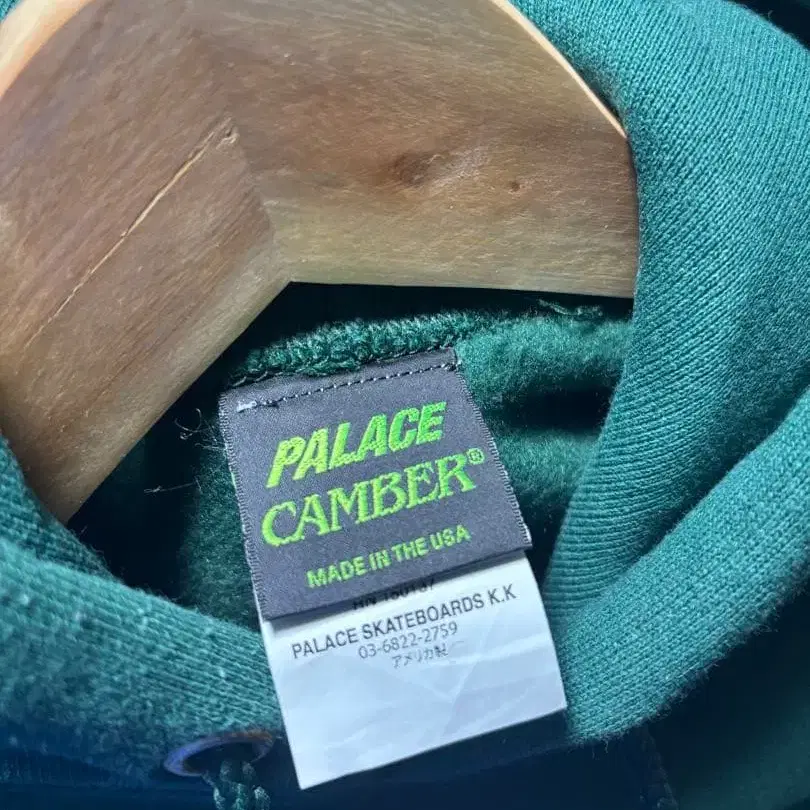 PALACE
CAMBER®
MADE IN THE USA
PALACE SKATEBOARDS K.K
03-6822-2759
アメリカ製